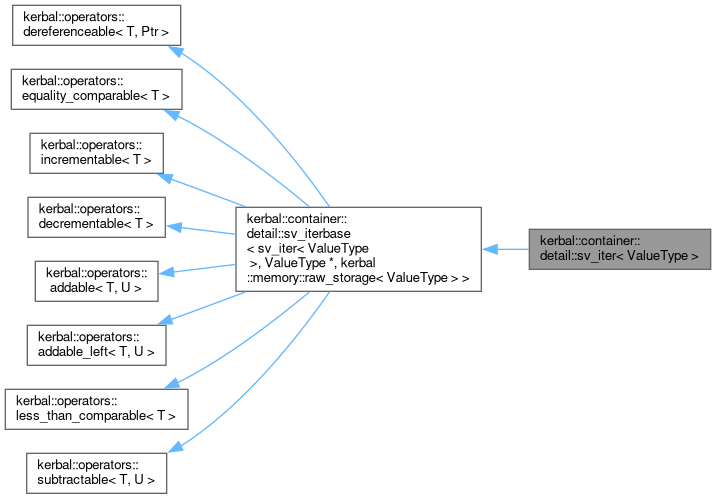 kerbal::operators::
dereferenceable< T, Ptr >
kerbal::operators::
equality_comparable< T >
kerbal::operators::
incrementable< T >
kerbal::operators::
decrementable< T >
kerbal::operators::
addable< T, U >
kerbal::operators::
addable_left< T, U >
kerbal::operators::
less_than_comparable< T >
kerbal::operators::
subtractable< T, U >
kerbal::container::
detail::sv_iterbase
< sv_iter< ValueType
>, ValueType *, kerbal
::memory::raw_storage< ValueType > >
kerbal::container::
detail::sv_iter< ValueType >